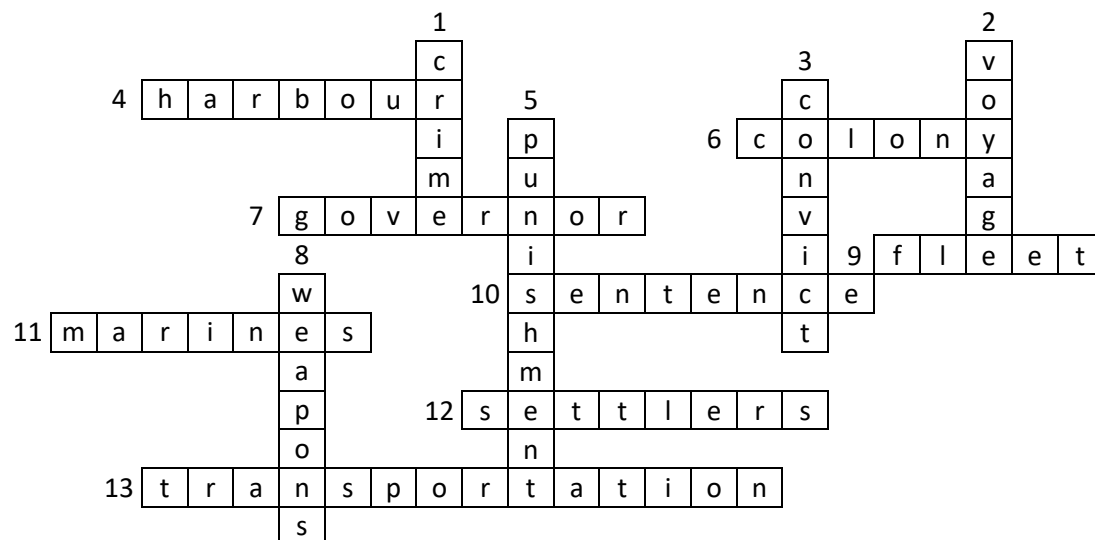 1 2
c 3 v
4 h a r b o u r 5 c o
i p 6 c o l o n y
m u n a
7 g o v e r n o r v g
8 i i 9 f l e e t
w 10 s e n t e n c e
11 m a r i n e s h t
a m
p 12 s e t t l e r s
o n
13 t r a n s p o r t a t i o n
s